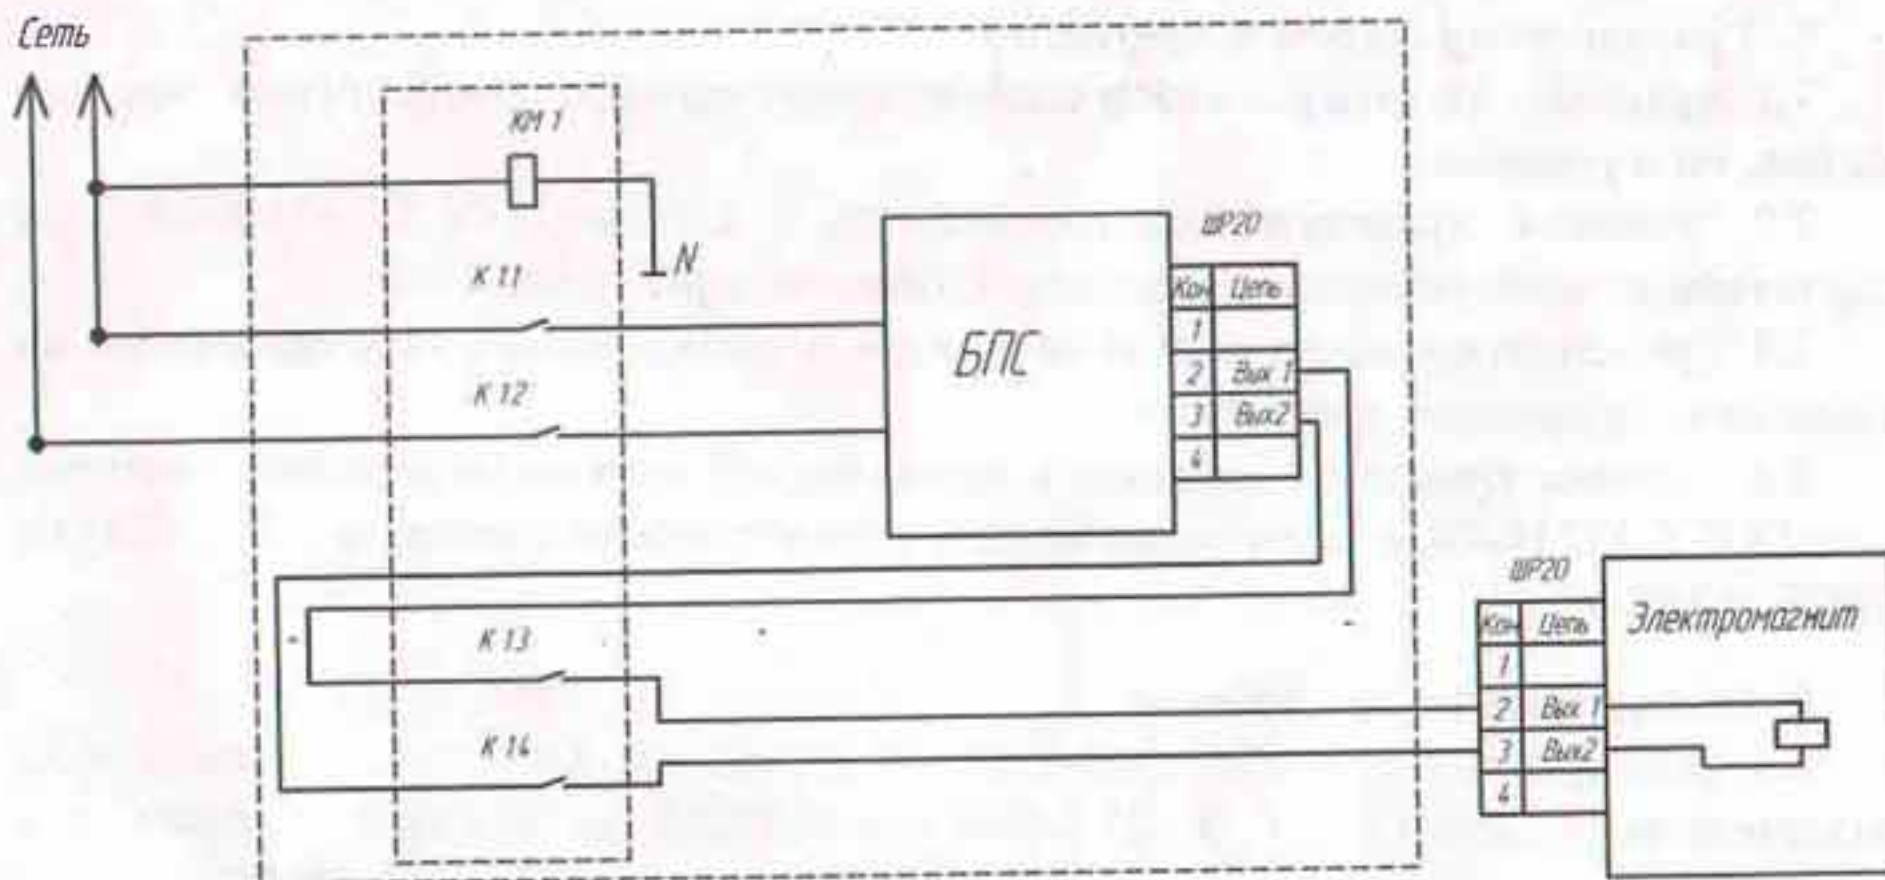 Сеть
КМ 1
N
К 11
К 12
БПС
ШР20
Кон Цепь
1
2 Вых 1
3 Вых2
4
К 13
К 14
ШР20
Кон Цепь
1
2 Вых 1
3 Вых2
4
Электромагнит